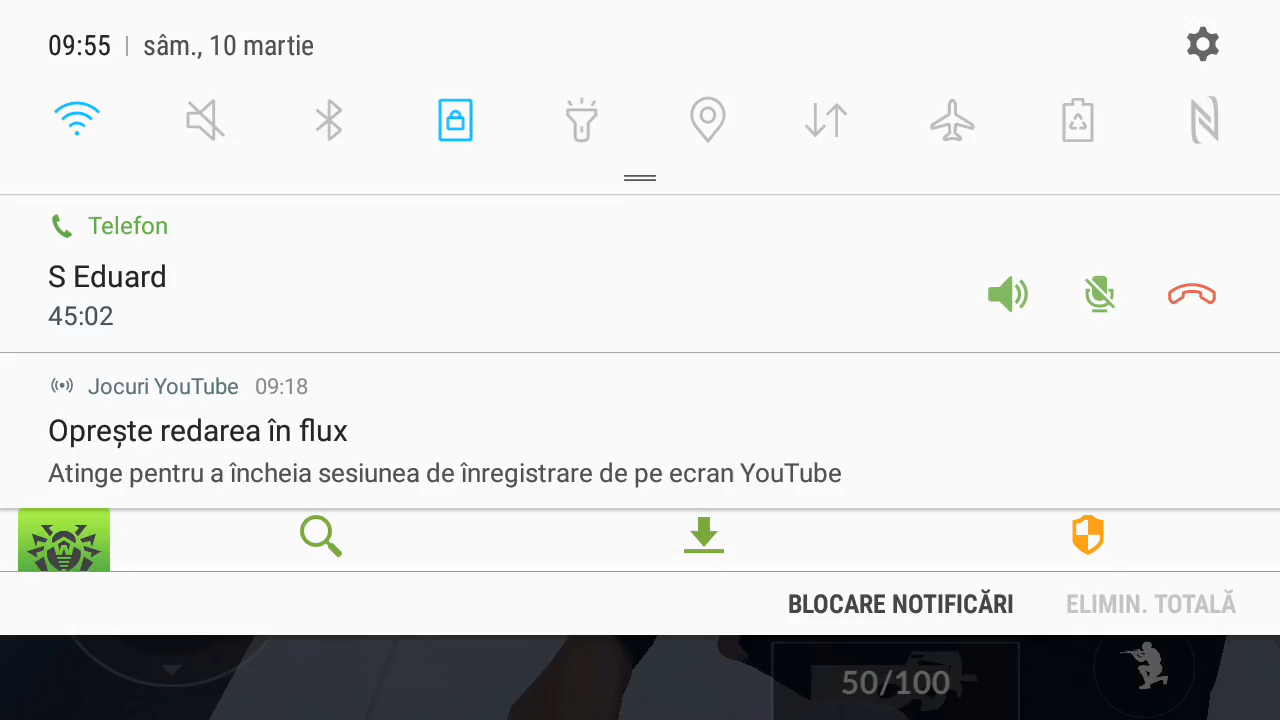 09:55 | sâm., 10 martie
Telefon
S Eduard
45:02
Jocuri YouTube 09:18
Oprește redarea în flux
Atinge pentru a încheia sesiunea de înregistrare de pe ecran YouTube
W
BLOCARE NOTIFICĂRI ELIMIN. TOTALĂ
50/100